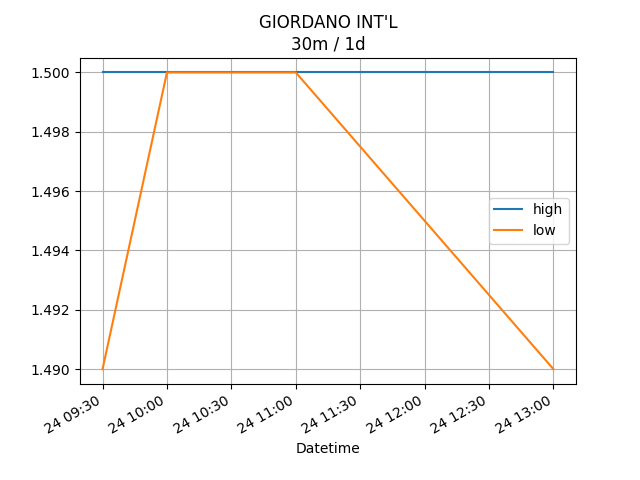 GIORDANO INT'L
30m / 1d
1.500
1.498
1.496
1.494
1.492
1.490
high
low
24 09:30
24 10:00
24 10:30
24 11:00
24 11:30
24 12:00
24 12:30
24 13:00
Datetime